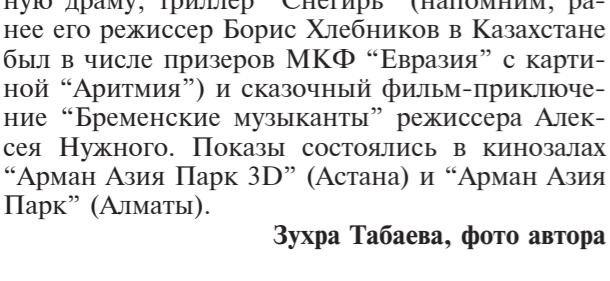 ную драму, триллер “Снегирь” (напомним, ра-
нее его режиссер Борис Хлебников в Казахстане
был в числе призеров МКФ “Евразия” с карти-
ной “Аритмия”) и сказочный фильм-приключе-
ние “Бременские музыканты” режиссера Алек-
сея Нужного. Показы состоялись в кинозалах
“Арман Азия Парк 3D” (Астана) и “Арман Азия
Парк” (Алматы).
Зухра Табаева, фото автора